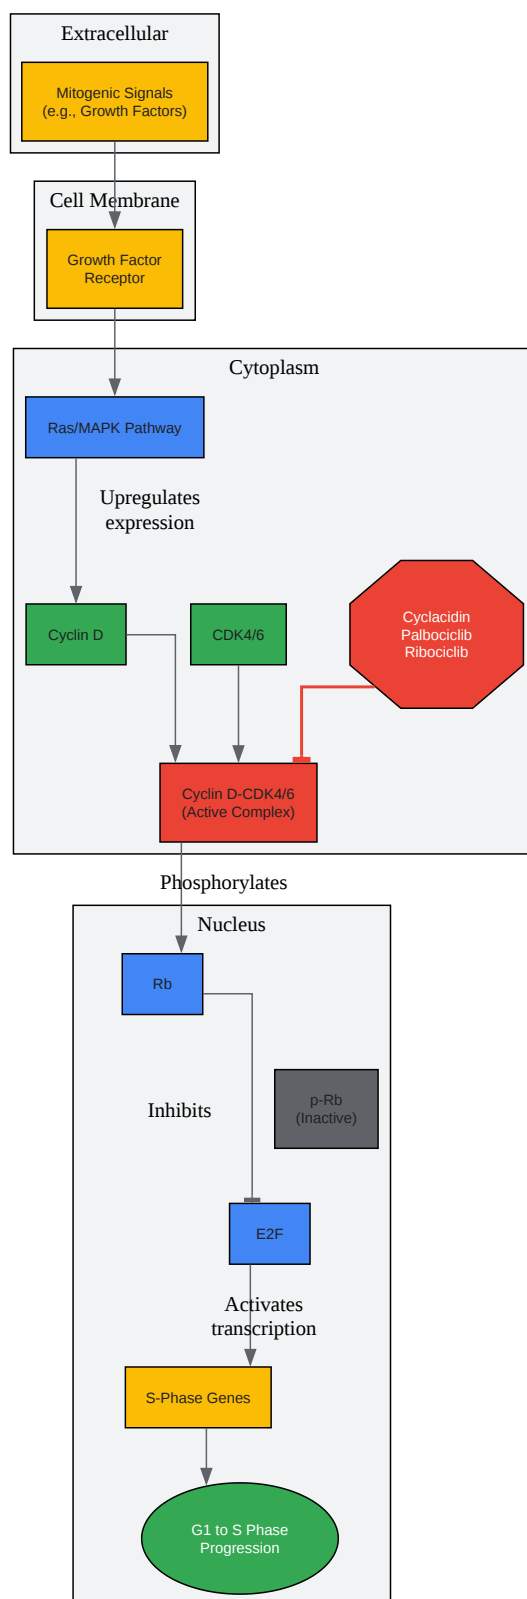 Extracellular
Mitogenic Signals
(e.g., Growth Factors)
Cell Membrane
Growth Factor
Receptor
Cytoplasm
Ras/MAPK Pathway
Upregulates
expression
Cyclin D
CDK4/6
Cyclacidin
Palbociclib
Ribociclib
Cyclin D-CDK4/6
(Active Complex)
Phosphorylates
Nucleus
Rb
p-Rb
(Inactive)
Inhibits
E2F
Activates
transcription
S-Phase Genes
G1 to S Phase
Progression